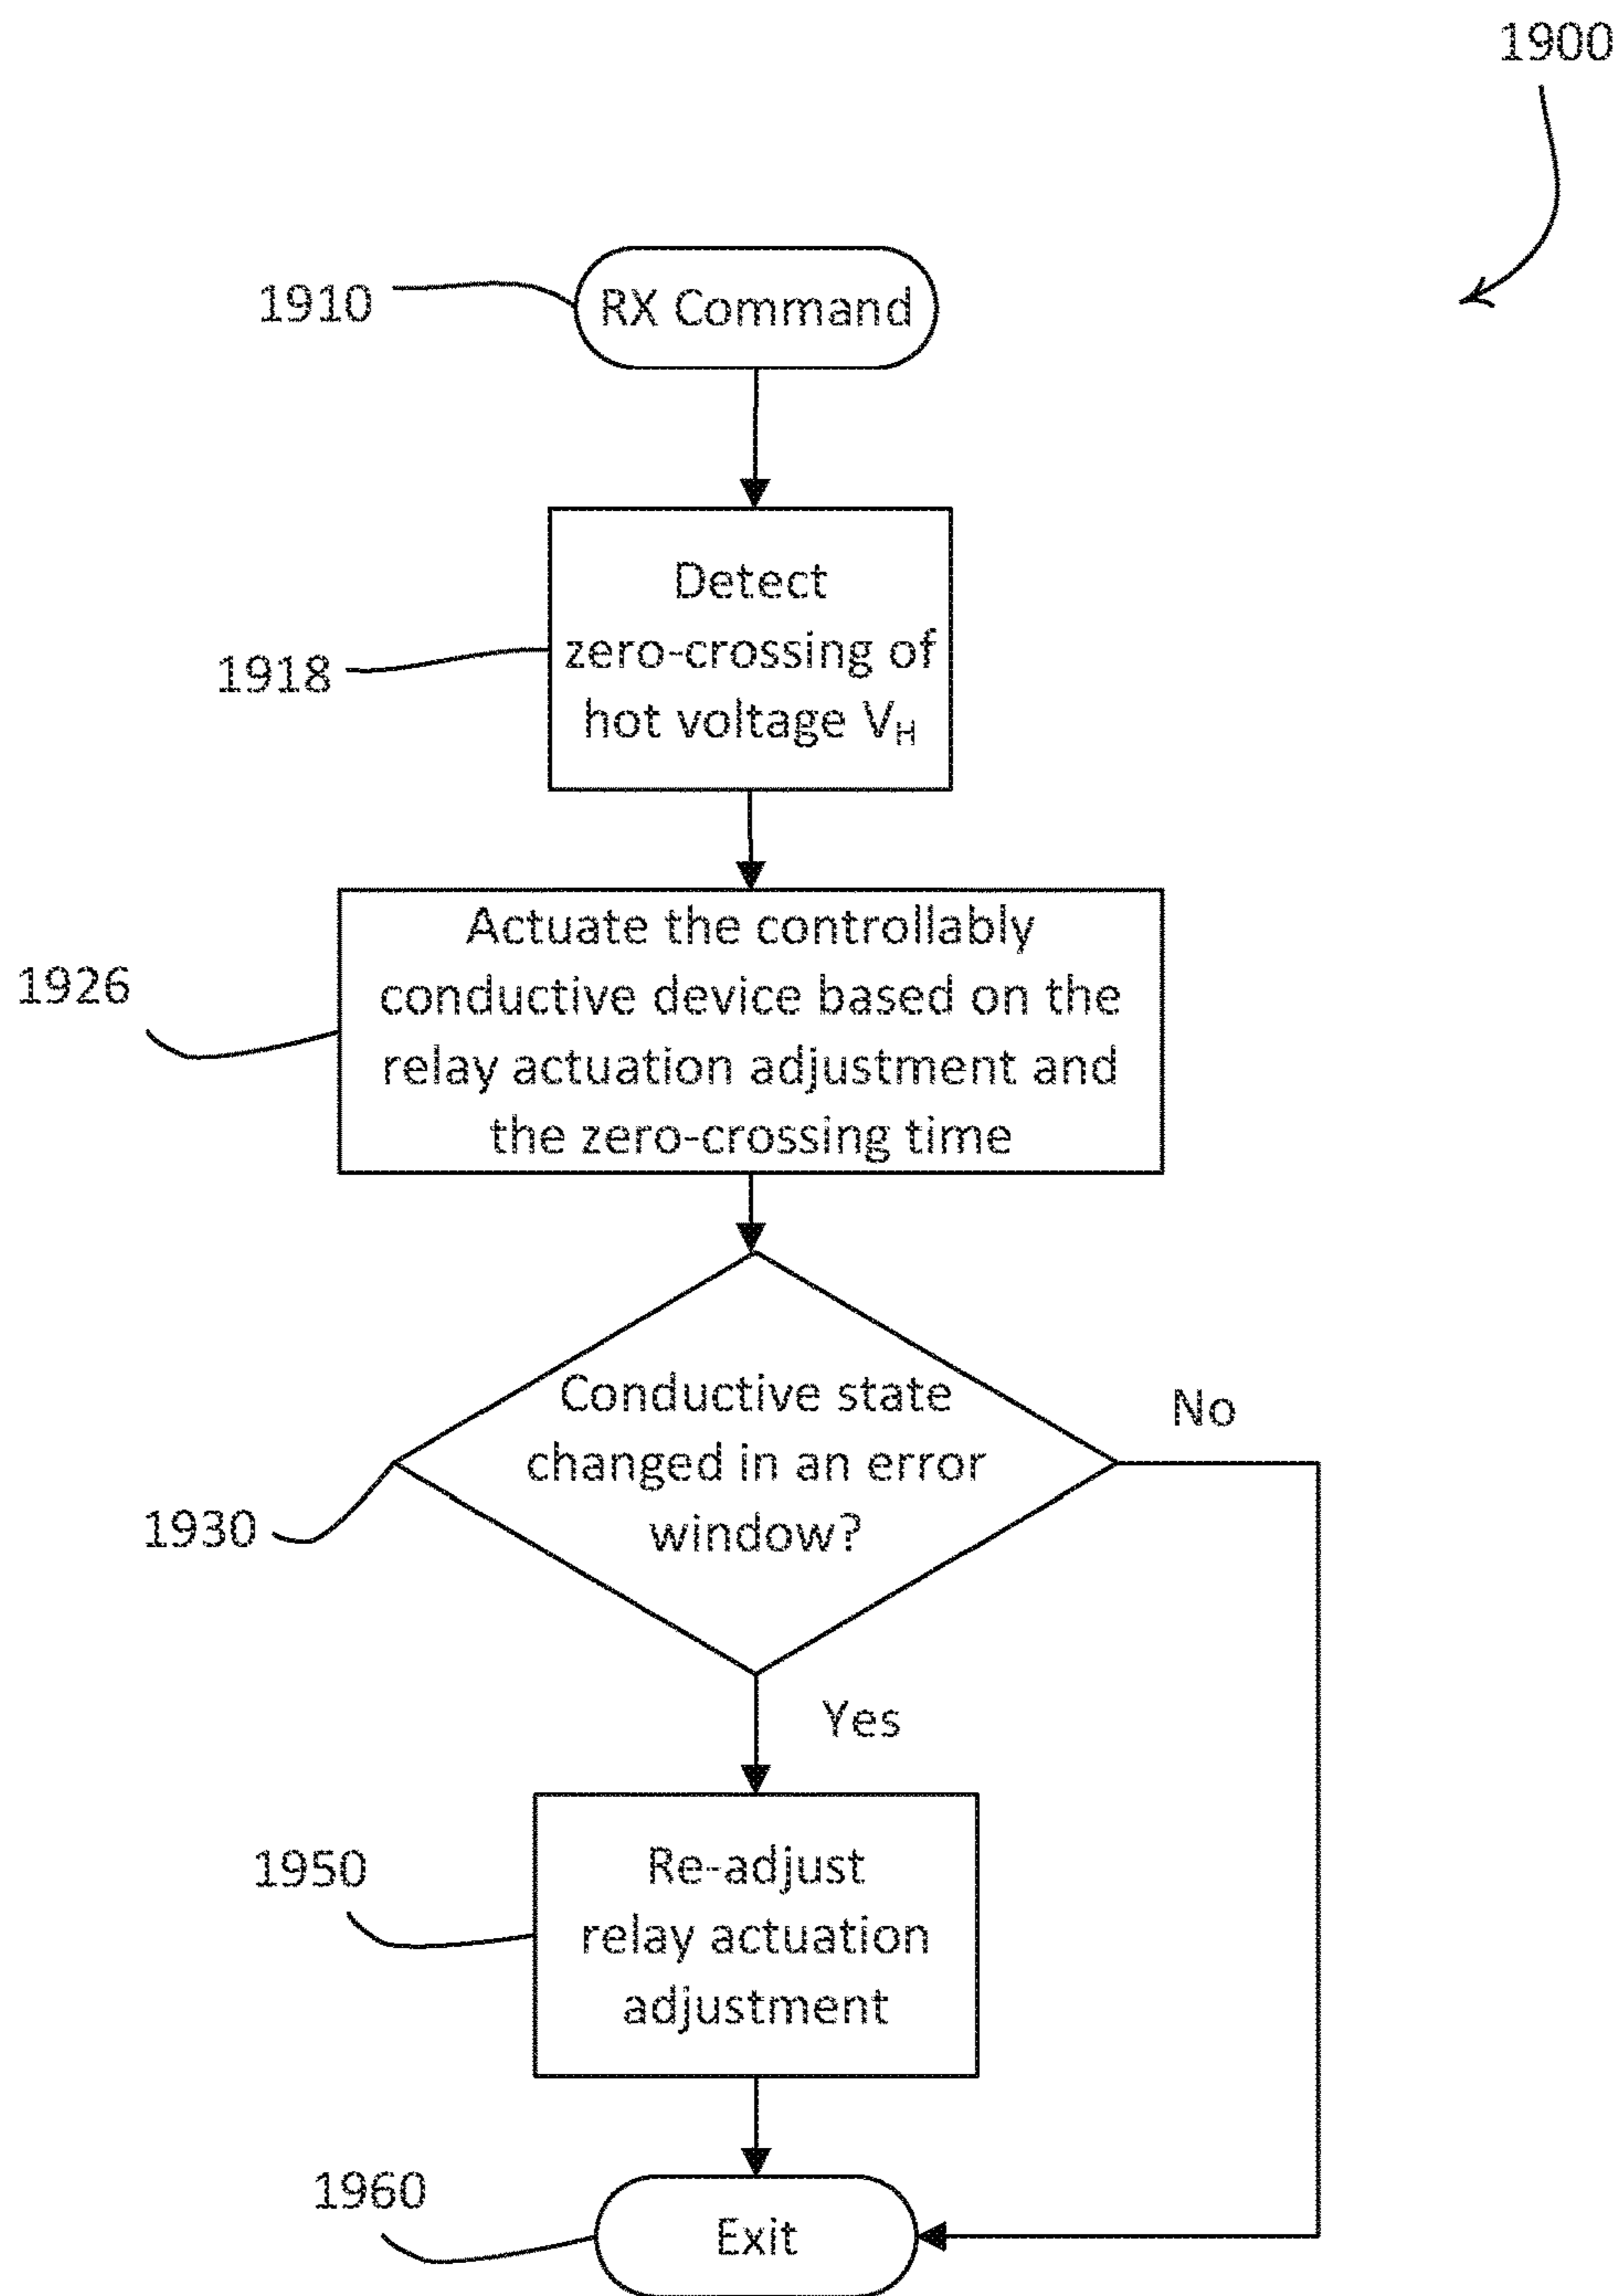 1900
1910
RX Command
Detect
zero-crossing of
hot voltage V_H
1918
Actuate the controllably
conductive device based on the
relay actuation adjustment and
the zero-crossing time
1926
Conductive state
changed in an error
window?
No
1930
Yes
Re-adjust
relay actuation
adjustment
1950
1960
Exit